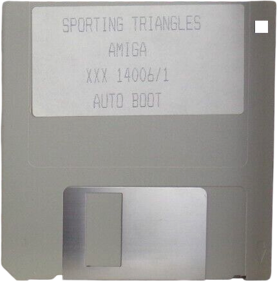 SPORTING TRIANGLES
AMIGA
XXX 14006/1
AUTO BOOT